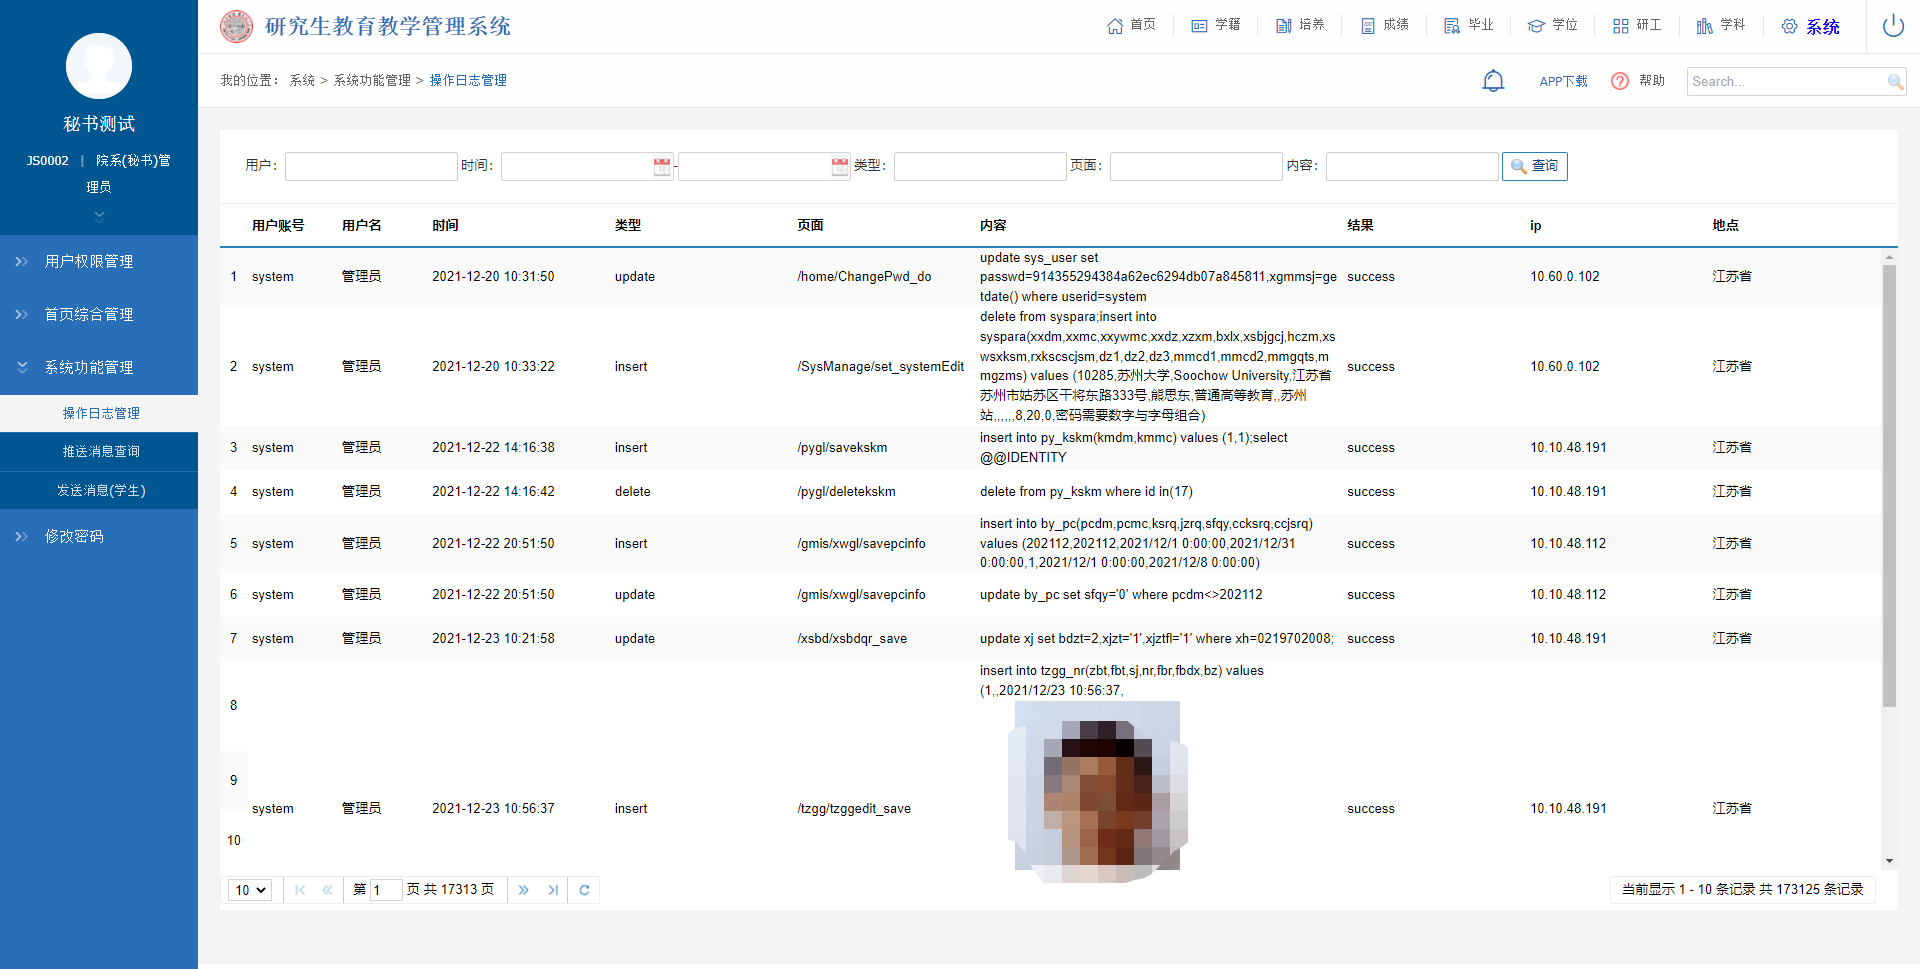 研究生教育教学管理系统
首页
学籍
培养
成绩
毕业
学位
研工
学科
系统
秘书测试
JS0002 | 院系(秘书)管
理员
我的位置： 系统 > 系统功能管理 > 操作日志管理
APP下载
帮助
Search...
用户权限管理
首页综合管理
系统功能管理
操作日志管理
推送消息查询
发送消息(学生)
修改密码
用户： 时间： - 类型： 页面： 内容： 查询
用户账号 用户名 时间 类型 页面 内容 结果 ip 地点
update sys_user set
1 system 管理员 2021-12-20 10:31:50 update /home/ChangePwd_do passwd=914355294384a62ec6294db07a845811,xgmmsj=ge success 10.60.0.102 江苏省
tdate() where userid=system
delete from syspara;insert into
syspara(xxdm,xxmc,xxywmc,xxdz,xzxm,bxlx,xsbjgcj,hczm,xs
wsxksm,rxkscscjsm,dz1,dz2,dz3,mmcd1,mmcd2,mmgqts,m
2 system 管理员 2021-12-20 10:33:22 insert /SysManage/set_systemEdit mgzms) values (10285,苏州大学,Soochow University,江苏省 success 10.60.0.102 江苏省
苏州市姑苏区干将东路333号,熊思东,普通高等教育,,苏州
站,,,,,,8,20,0,密码需要数字与字母组合)
3 system 管理员 2021-12-22 14:16:38 insert /pygl/savekskm insert into py_kskm(kmdm,kmmc) values (1,1);select success 10.10.48.191 江苏省
@@IDENTITY
4 system 管理员 2021-12-22 14:16:42 delete /pygl/deletekskm delete from py_kskm where id in(17) success 10.10.48.191 江苏省
insert into by_pc(pcdm,pcmc,ksrq,jzrq,sfqy,ccksrq,ccjsrq)
5 system 管理员 2021-12-22 20:51:50 insert /gmis/xwgl/savepcinfo values (202112,202112,2021/12/1 0:00:00,2021/12/31 success 10.10.48.112 江苏省
0:00:00,1,2021/12/1 0:00:00,2021/12/8 0:00:00)
6 system 管理员 2021-12-22 20:51:50 update /gmis/xwgl/savepcinfo update by_pc set sfqy='0' where pcdm<>202112 success 10.10.48.112 江苏省
7 system 管理员 2021-12-23 10:21:58 update /xsbd/xsbdqr_save update xj set bdzt=2,xjzt='1',xjztfl='1' where xh=0219702008; success 10.10.48.191 江苏省
insert into tzgg_nr(zbt,fbt,sj,nr,fbr,fbdx,bz) values
(1,,2021/12/23 10:56:37,
8
9
system 管理员 2021-12-23 10:56:37 insert /tzgg/tzggedit_save success 10.10.48.191 江苏省
10
10 第 1 页 共 17313 页
当前显示 1 - 10 条记录 共 173125 条记录